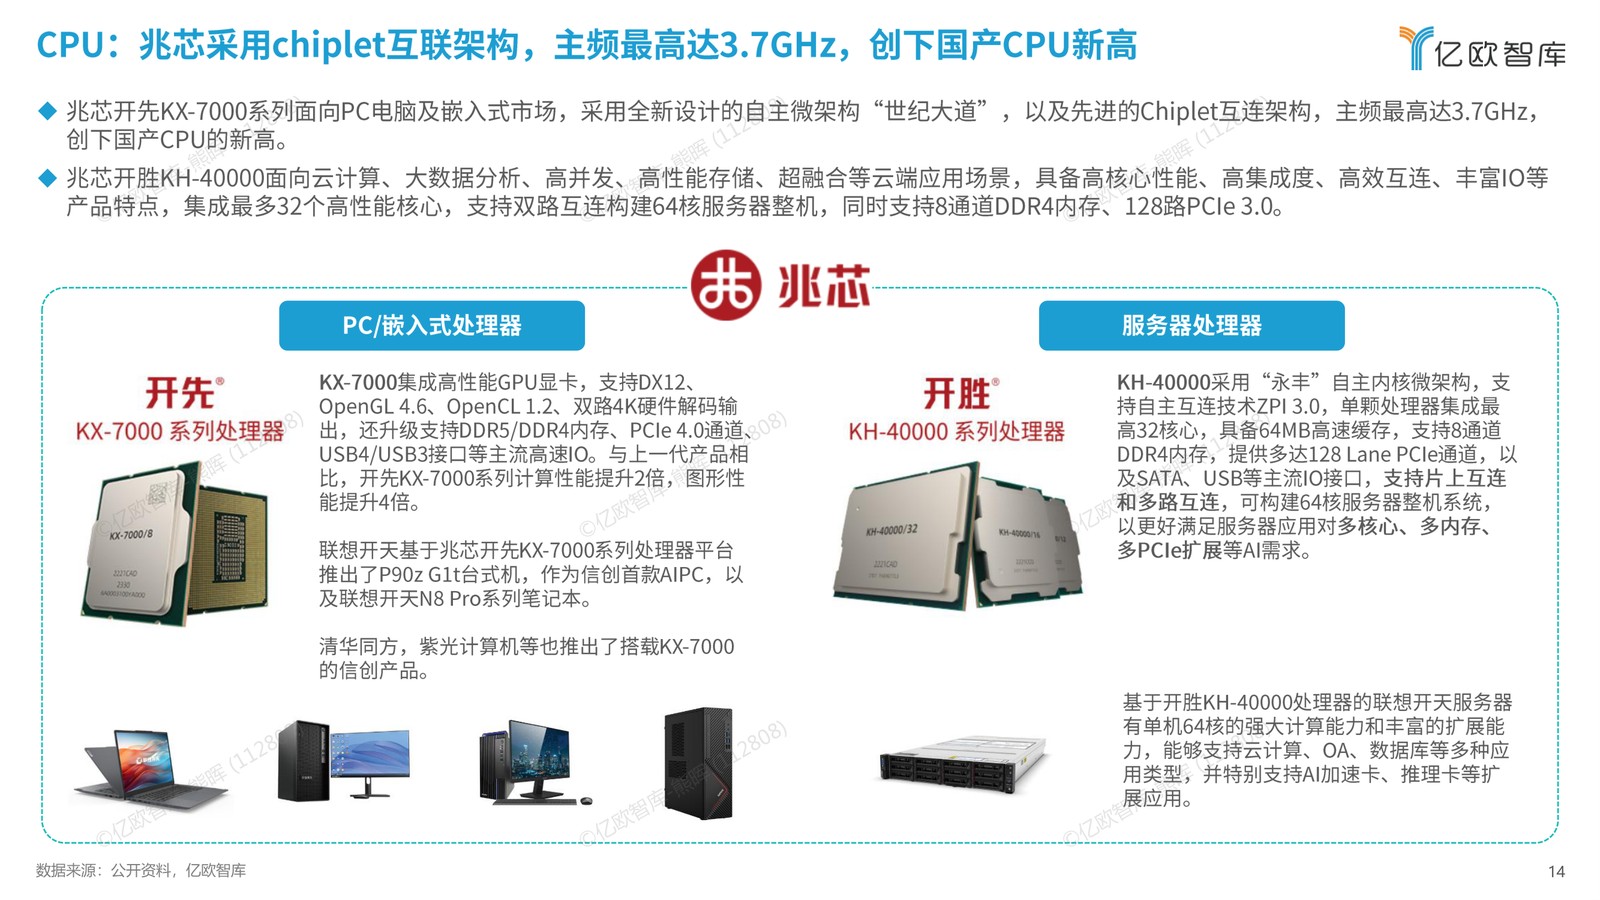 CPU：兆芯采用chiplet互联架构，主频最高达3.7GHz，创下国产CPU新高
亿欧智库
◆ 兆芯开先KX-7000系列面向PC电脑及嵌入式市场，采用全新设计的自主微架构“世纪大道”，以及先进的Chiplet互连架构，主频最高达3.7GHz，
创下国产CPU的新高。
◆ 兆芯开胜KH-40000面向云计算、大数据分析、高并发、高性能存储、超融合等云端应用场景，具备高核心性能、高集成度、高效互连、丰富IO等
产品特点，集成最多32个高性能核心，支持双路互连构建64核服务器整机，同时支持8通道DDR4内存、128路PCIe 3.0。
兆芯
PC/嵌入式处理器
开先®
KX-7000 系列处理器
KX-7000/8
2221CAD
2330
KX-7000集成高性能GPU显卡，支持DX12、
OpenGL 4.6、OpenCL 1.2、双路4K硬件解码输
出，还升级支持DDR5/DDR4内存、PCIe 4.0通道、
USB4/USB3接口等主流高速IO。与上一代产品相
比，开先KX-7000系列计算性能提升2倍，图形性
能提升4倍。
联想开天基于兆芯开先KX-7000系列处理器平台
推出了P90z G1t台式机，作为信创首款AIPC，以
及联想开天N8 Pro系列笔记本。
清华同方，紫光计算机等也推出了搭载KX-7000
的信创产品。
服务器处理器
开胜®
KH-40000 系列处理器
KH-40000/32
KH-40000/16
KH-40000采用“永丰”自主内核微架构，支
持自主互连技术ZPI 3.0，单颗处理器集成最
高32核心，具备64MB高速缓存，支持8通道
DDR4内存，提供多达128 Lane PCIe通道，以
及SATA、USB等主流IO接口，支持片上互连
和多路互连，可构建64核服务器整机系统，
以更好满足服务器应用对多核心、多内存、
多PCIe扩展等AI需求。
基于开胜KH-40000处理器的联想开天服务器
有单机64核的强大计算能力和丰富的扩展能
力，能够支持云计算、OA、数据库等多种应
用类型，并特别支持AI加速卡、推理卡等扩
展应用。
数据来源：公开资料，亿欧智库
14
©亿欧智库-熊晖 (112808)